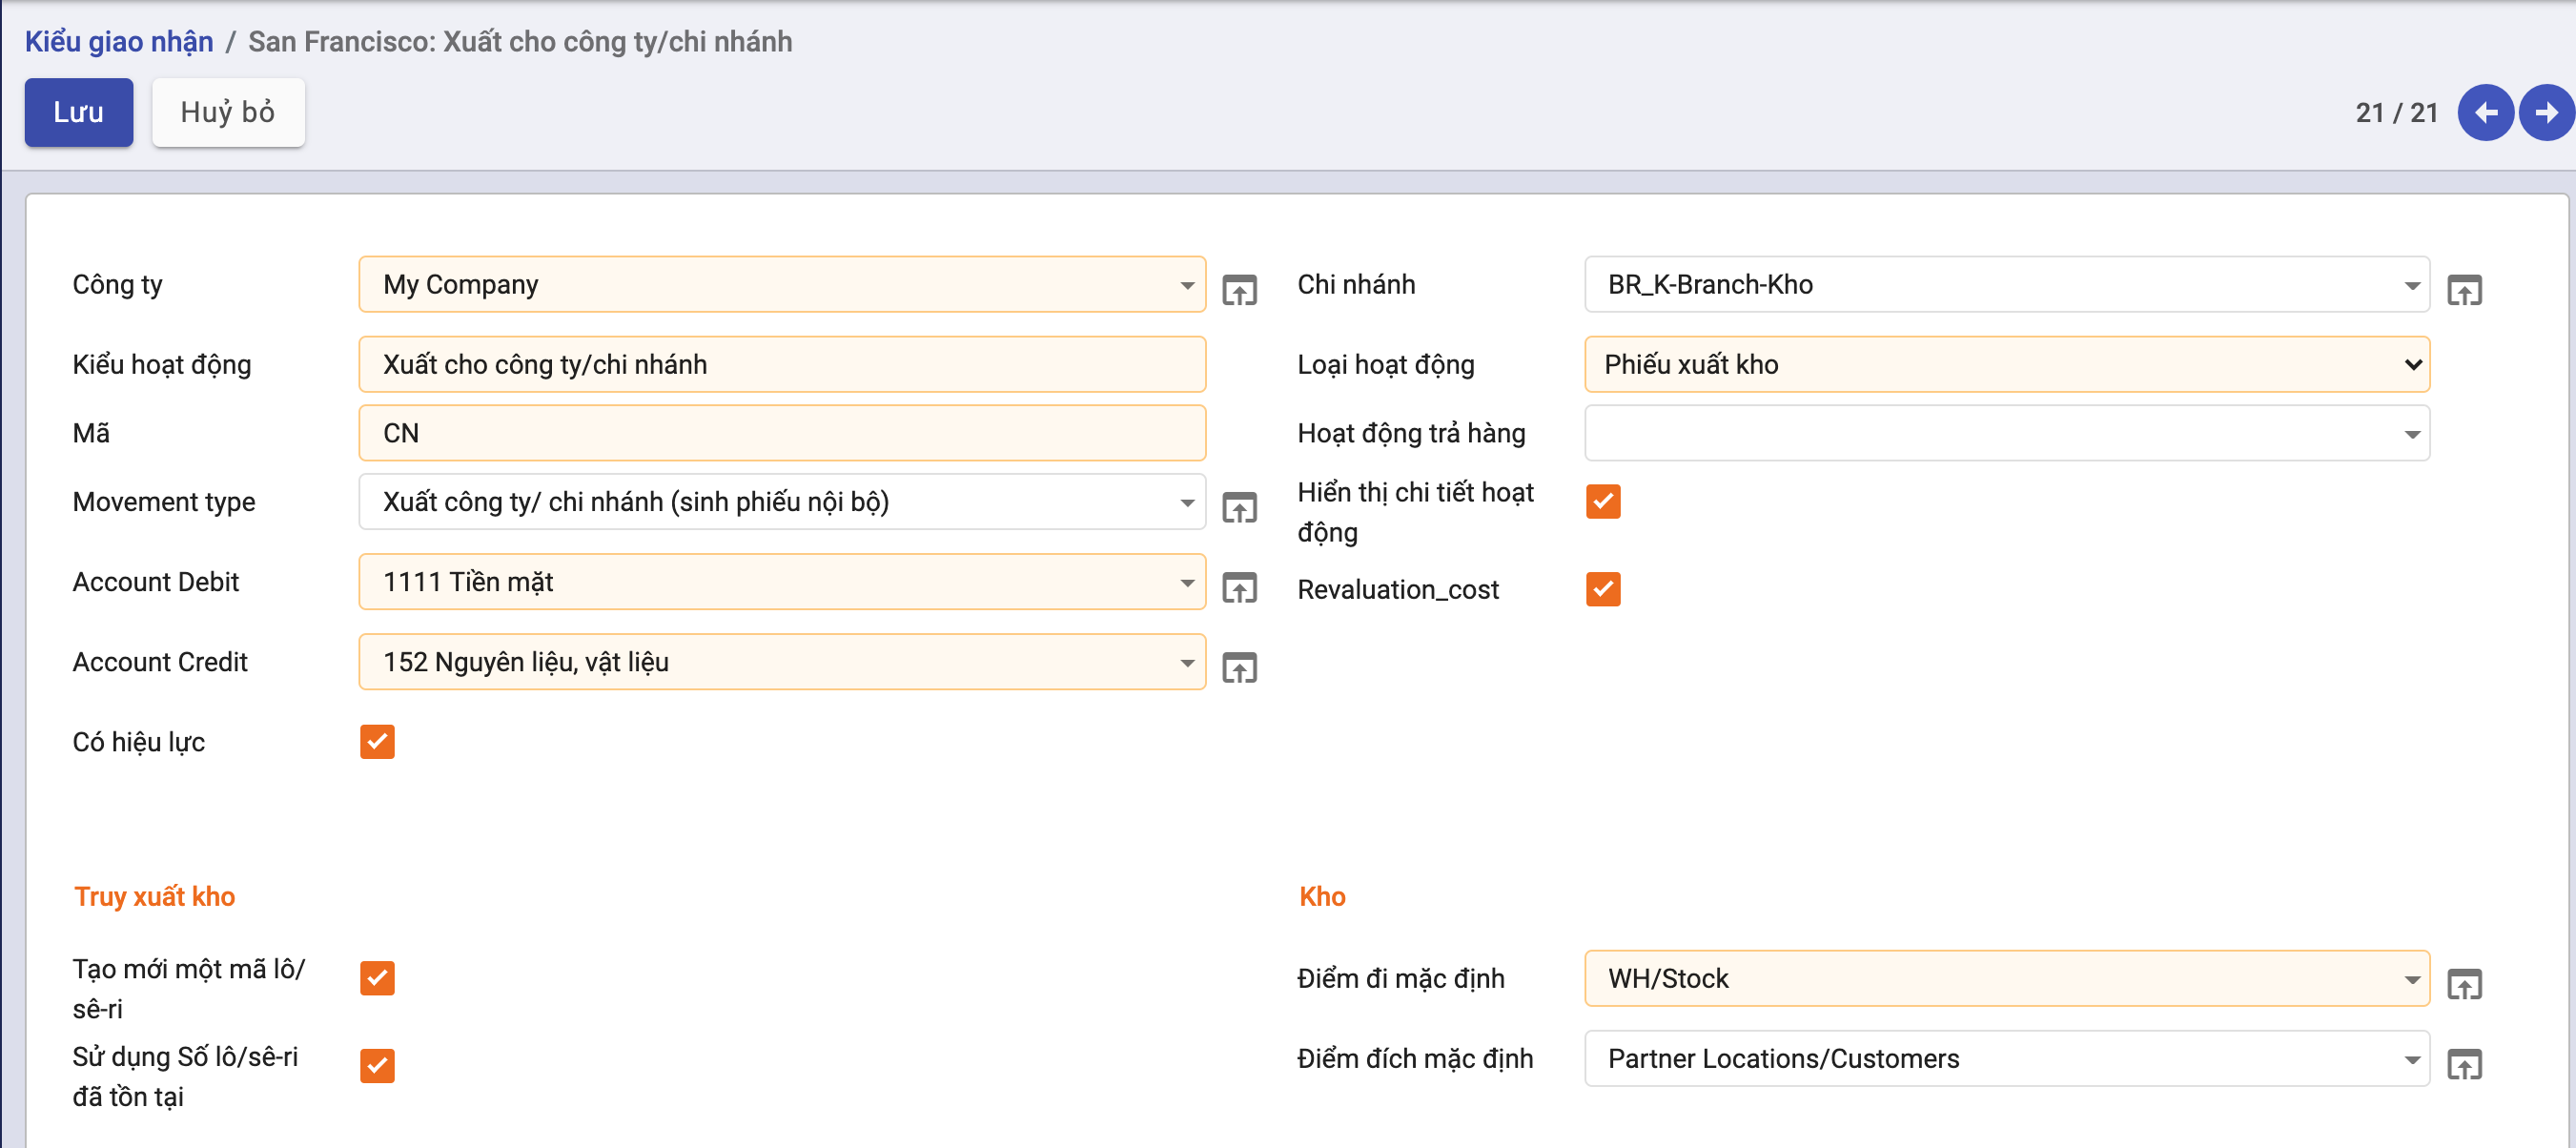 Kiểu giao nhận / San Francisco: Xuất cho công ty/chi nhánh
Lưu
Huỷ bỏ
21 / 21
Công ty
My Company
Chi nhánh
BR_K-Branch-Kho
Kiểu hoạt động
Xuất cho công ty/chi nhánh
Loại hoạt động
Phiếu xuất kho
Mã
CN
Hoạt động trả hàng
Movement type
Xuất công ty/ chi nhánh (sinh phiếu nội bộ)
Hiển thị chi tiết hoạt
động
Account Debit
1111 Tiền mặt
Revaluation_cost
Account Credit
152 Nguyên liệu, vật liệu
Có hiệu lực
Truy xuất kho
Kho
Tạo mới một mã lô/
sê-ri
Điểm đi mặc định
WH/Stock
Sử dụng Số lô/sê-ri
đã tồn tại
Điểm đích mặc định
Partner Locations/Customers